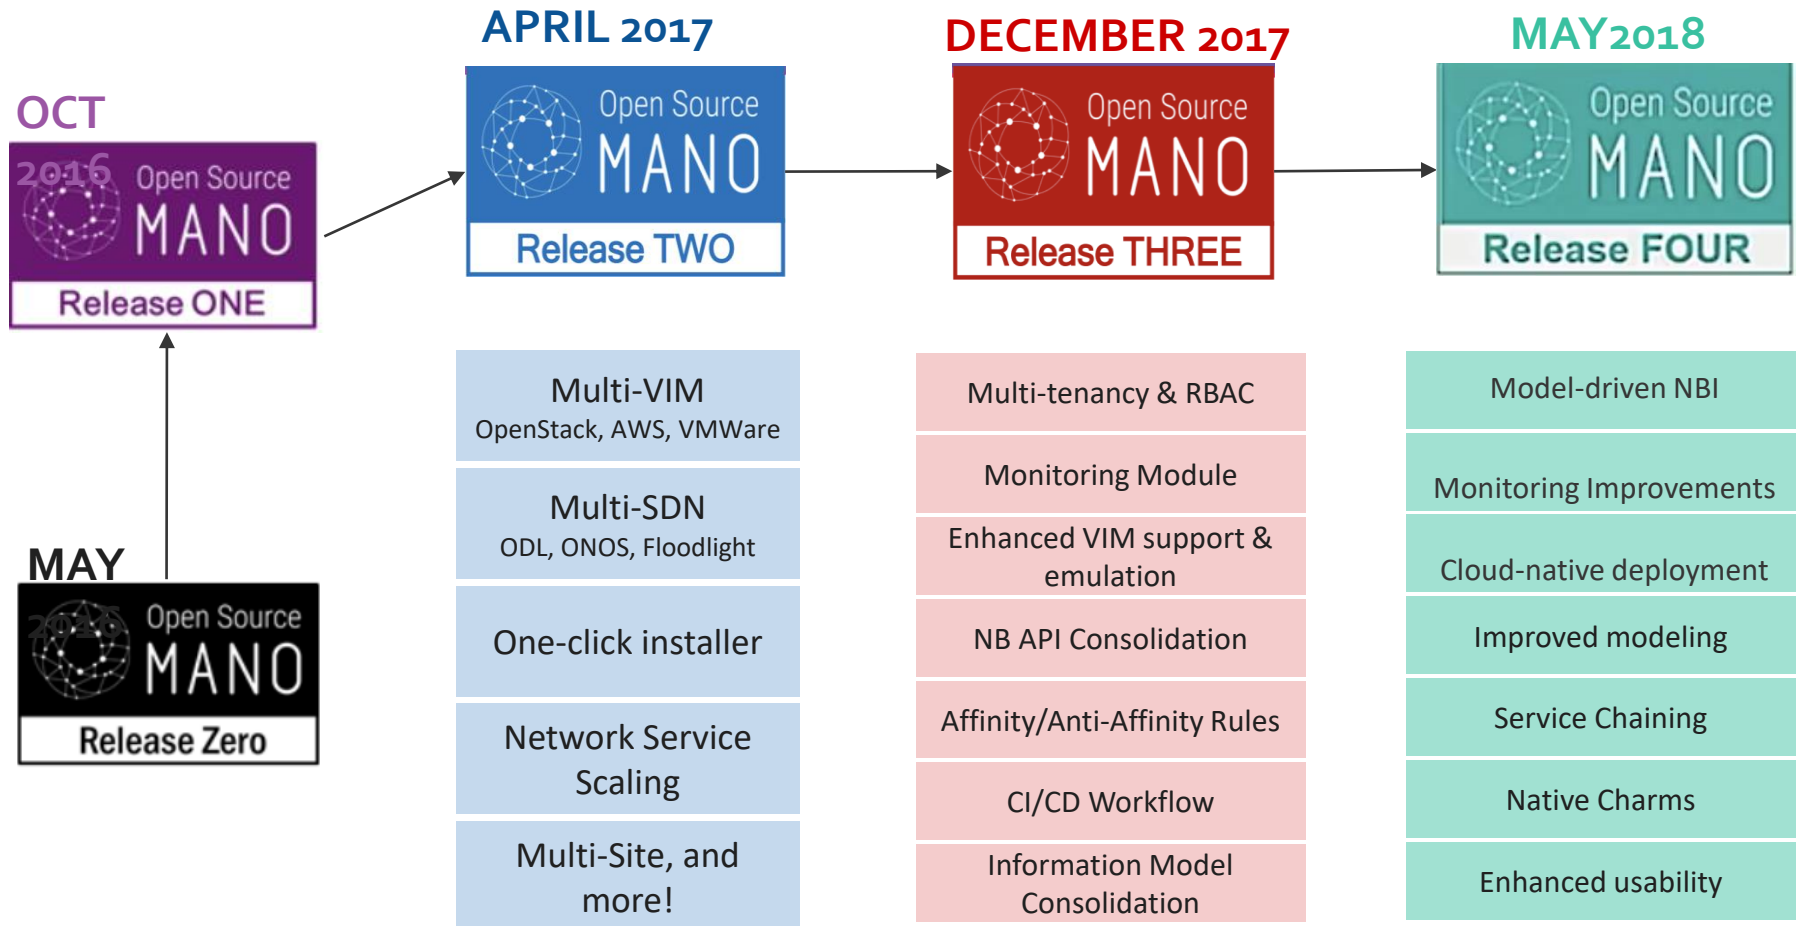 OCT
2016
Open Source
MANO
Release ONE
MAY
2016
Open Source
MANO
Release Zero
APRIL 2017
Open Source
MANO
Release TWO
Multi-VIM
OpenStack, AWS, VMWare
Multi-SDN
ODL, ONOS, Floodlight
One-click installer
Network Service
Scaling
Multi-Site, and
more!
DECEMBER 2017
Open Source
MANO
Release THREE
Multi-tenancy & RBAC
Monitoring Module
Enhanced VIM support &
emulation
NB API Consolidation
Affinity/Anti-Affinity Rules
CI/CD Workflow
Information Model
Consolidation
MAY2018
Open Source
MANO
Release FOUR
Model-driven NBI
Monitoring Improvements
Cloud-native deployment
Improved modeling
Service Chaining
Native Charms
Enhanced usability